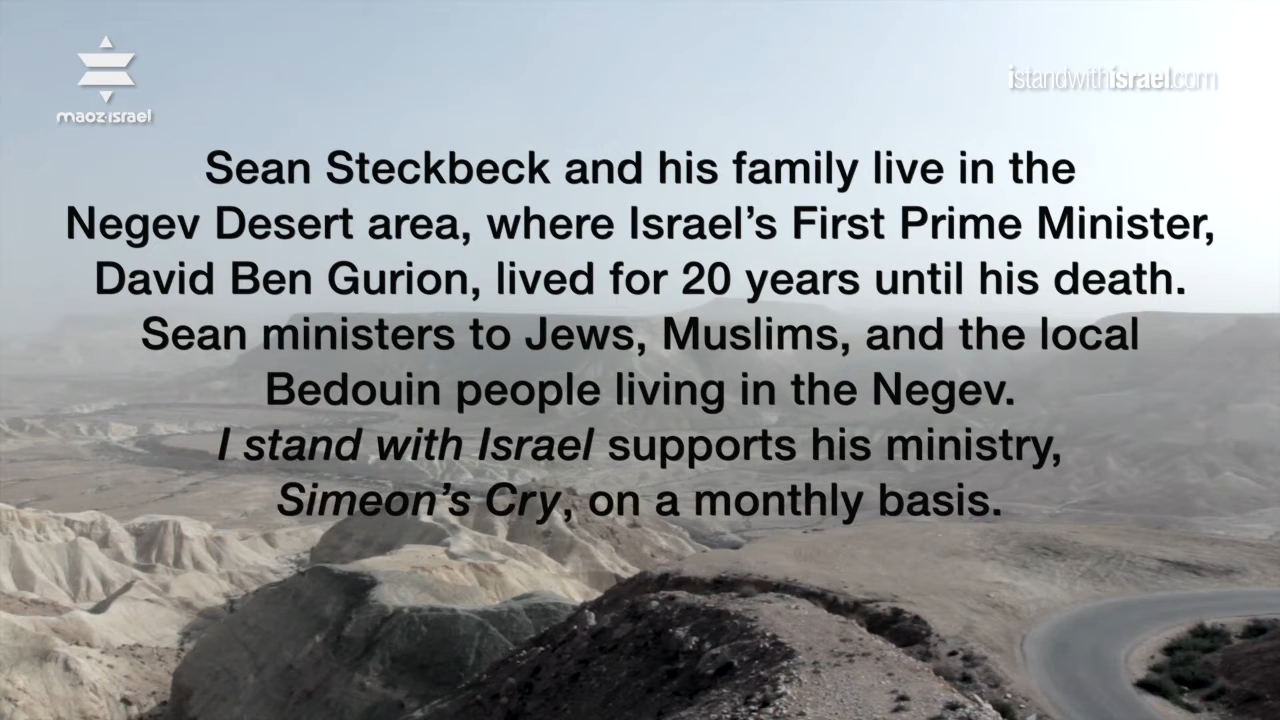 maoz israel
istandwithisrael.com
Sean Steckbeck and his family live in the
Negev Desert area, where Israel's First Prime Minister,
David Ben Gurion, lived for 20 years until his death.
Sean ministers to Jews, Muslims, and the local
Bedouin people living in the Negev.
I stand with Israel supports his ministry,
Simeon's Cry, on a monthly basis.